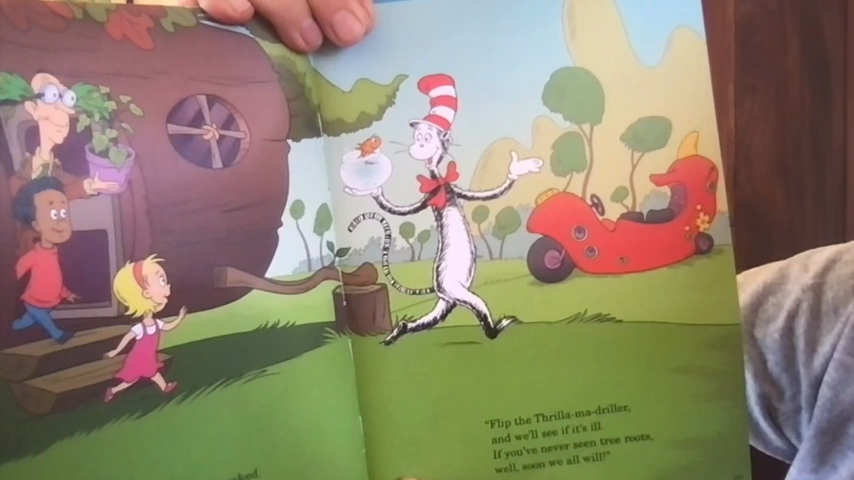 "Flip the Thrilla-ma-driller,
and we'll see if it's ill.
If you've never seen tree roots,
well, soon we all will!"